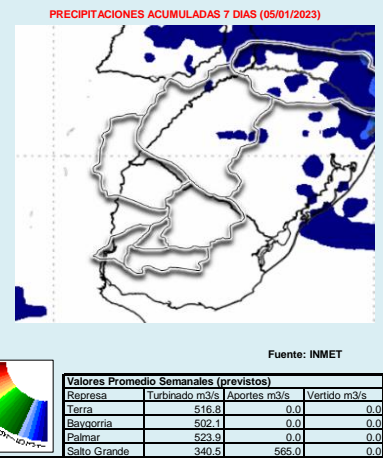 PRECIPITACIONES ACUMULADAS 7 DIAS (05/01/2023)
Fuente: INMET
Valores Promedio Semanales (previstos)
Represa Turbinado m3/s Aportes m3/s Vertido m3/s
Terra 516.8 0.0 0.0
Baygorria 502.1 0.0 0.0
Palmar 523.9 0.0 0.0
Salto Grande 340.5 565.0 0.0